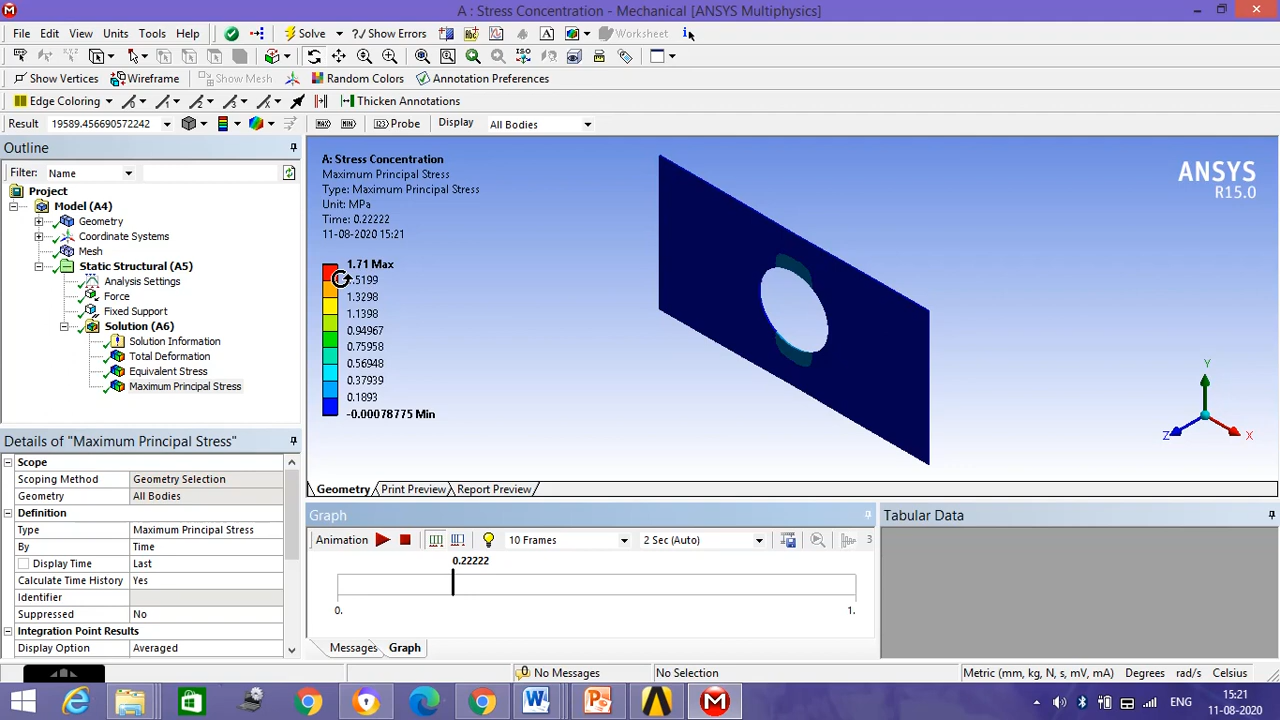 A : Stress Concentration - Mechanical [ANSYS Multiphysics]
File Edit View Units Tools Help Solve Show Errors Worksheet
Show Vertices Wireframe Show Mesh Random Colors Annotation Preferences
Edge Coloring Thicken Annotations
Result 19589.456690572242 Probe Display All Bodies
Outline
Filter: Name
Project
Model (A4)
Geometry
Coordinate Systems
Mesh
Static Structural (A5)
Analysis Settings
Force
Fixed Support
Solution (A6)
Solution Information
Total Deformation
Equivalent Stress
Maximum Principal Stress
Details of "Maximum Principal Stress"
Scope
Scoping Method Geometry Selection
Geometry All Bodies
Definition
Type Maximum Principal Stress
By Time
Display Time Last
Calculate Time History Yes
Identifier
Suppressed No
Integration Point Results
Display Option Averaged
A: Stress Concentration
Maximum Principal Stress
Type: Maximum Principal Stress
Unit: MPa
Time: 0.22222
11-08-2020 15:21
1.71 Max
.5199
1.3298
1.1398
0.94967
0.75958
0.56948
0.37939
0.1893
-0.00078775 Min
ANSYS
R15.0
Y
Z
X
Geometry Print Preview Report Preview
Graph
Animation 10 Frames 2 Sec (Auto) 3
0.22222
0. 1.
Messages Graph
Tabular Data
No Messages No Selection Metric (mm, kg, N, s, mV, mA) Degrees rad/s Celsius
ENG 15:21
11-08-2020